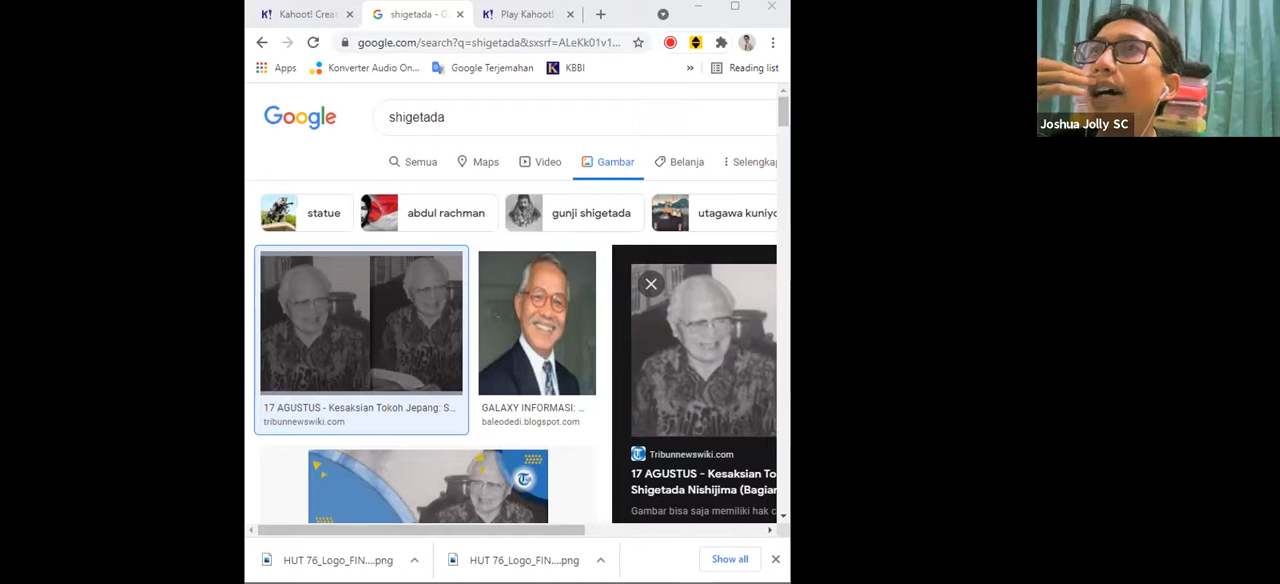 Kahoot! Crea
shigetada - G
Play Kahoot!
google.com/search?q=shigetada&sxsrf=ALeKk01v1...
Apps
Konverter Audio On...
Google Terjemahan
KBBI
»
Reading list
Joshua Jolly SC
Google
shigetada
Semua
Maps
Video
Gambar
Belanja
Selengkap
statue
abdul rachman
gunji shigetada
utagawa kuniyo
17 AGUSTUS - Kesaksian Tokoh Jepang: S...
tribunnewswiki.com
GALAXY INFORMASI: ...
baleodedi.blogspot.com
Tribunnewswiki.com
17 AGUSTUS - Kesaksian To
Shigetada Nishijima (Bagian
Gambar bisa saja memiliki hak c
HUT 76_Logo_FIN....png
HUT 76_Logo_FIN....png
Show all